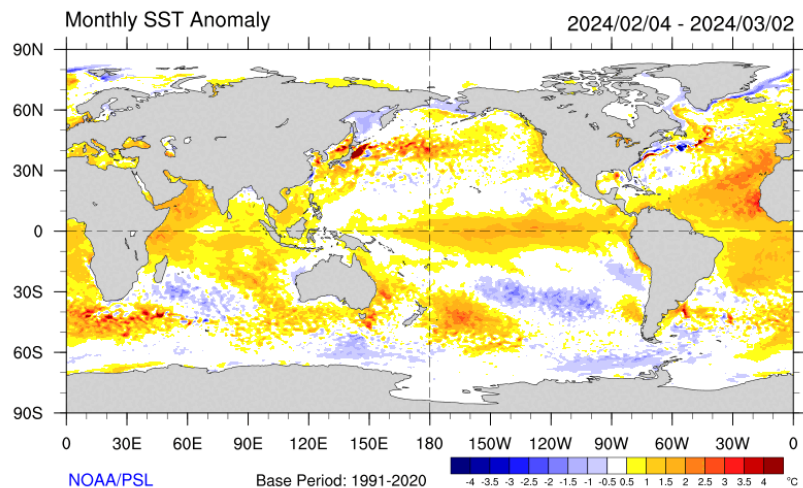 Monthly SST Anomaly 2024/02/04 - 2024/03/02
90N
60N
30N
0
30S
60S
90S
0 30E 60E 90E 120E 150E 180 150W 120W 90W 60W 30W 0
NOAA/PSL Base Period: 1991-2020
-4 -3.5 -3 -2.5 -2 -1.5 -1 -0.5 0.5 1 1.5 2 2.5 3 3.5 4 °C